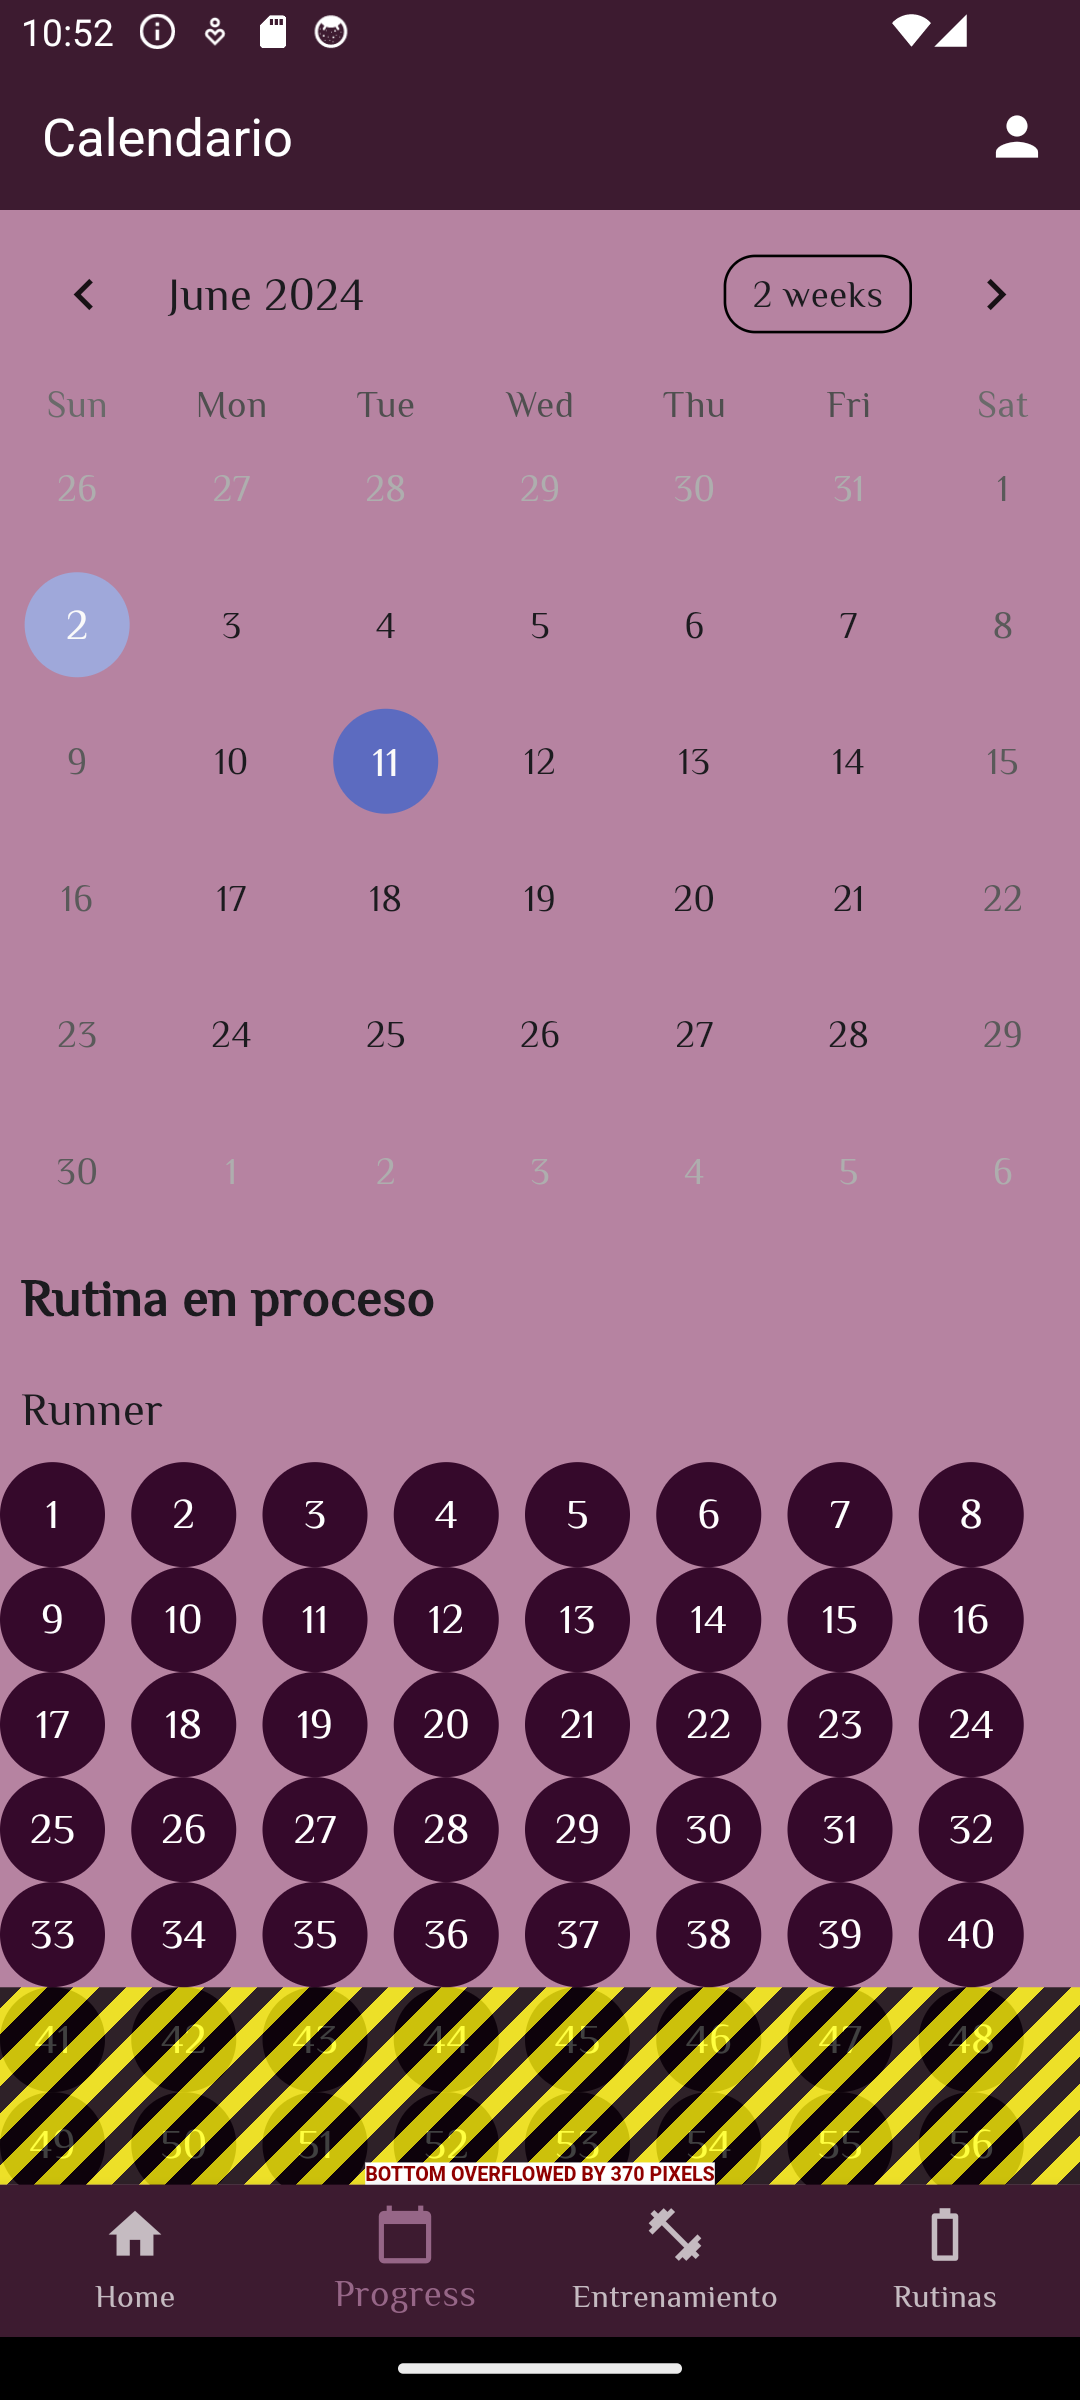 10:52
Calendario
June 2024 2 weeks
Sun Mon Tue Wed Thu Fri Sat
26 27 28 29 30 31 1
2 3 4 5 6 7 8
9 10 11 12 13 14 15
16 17 18 19 20 21 22
23 24 25 26 27 28 29
30 1 2 3 4 5 6
Rutina en proceso
Runner
1 2 3 4 5 6 7 8
9 10 11 12 13 14 15 16
17 18 19 20 21 22 23 24
25 26 27 28 29 30 31 32
33 34 35 36 37 38 39 40
41 42 43 44 45 46 47 48
49 50 51 52 53 54 55 56
BOTTOM OVERFLOWED BY 370 PIXELS
Home Progress Entrenamiento Rutinas